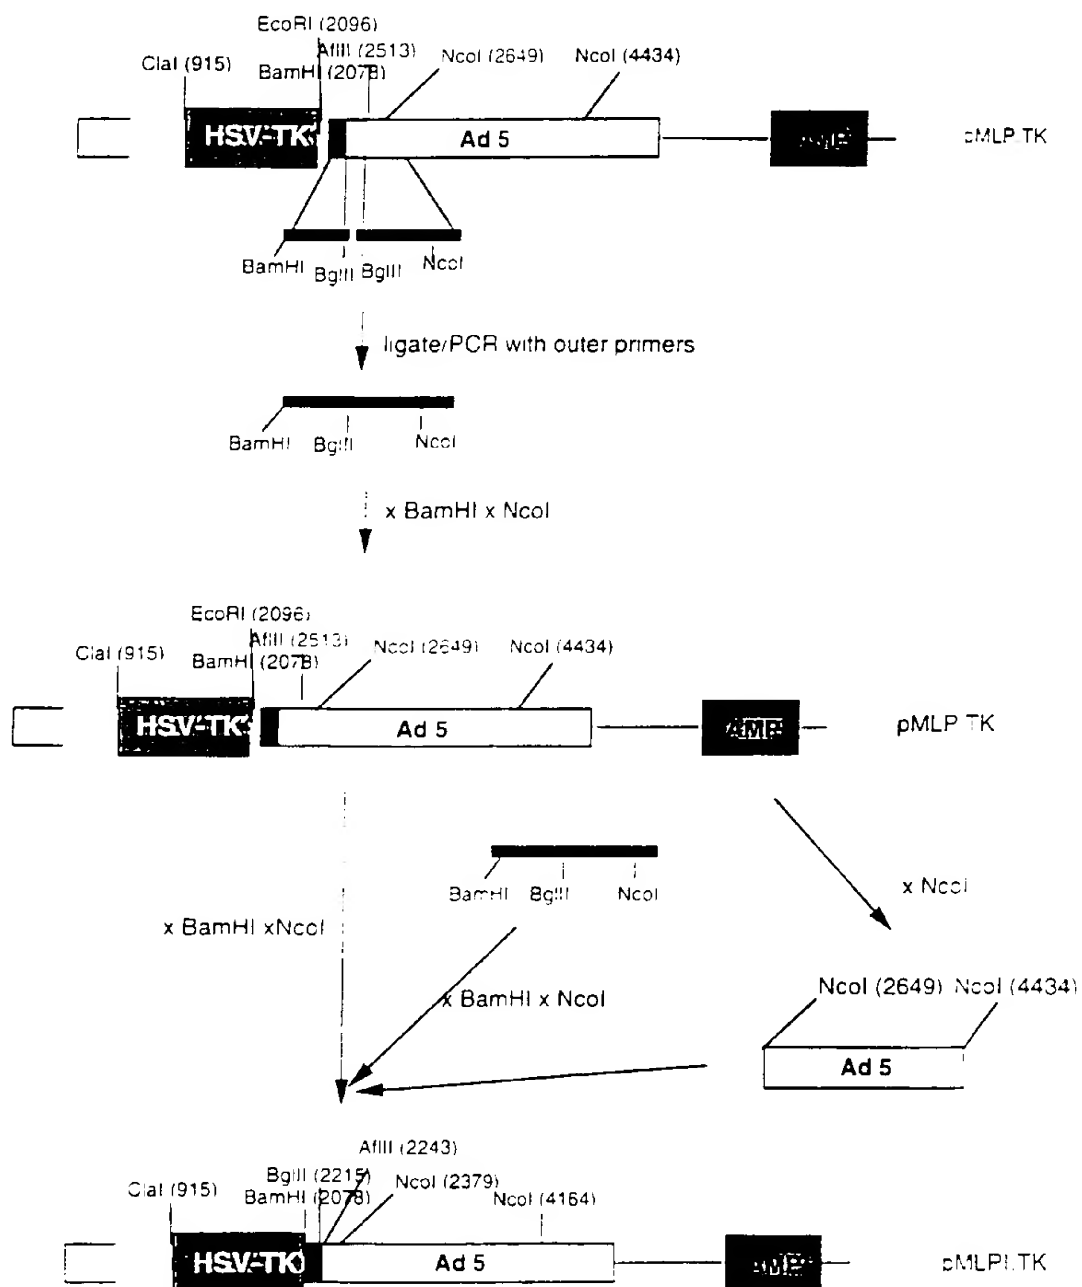 EcoRI (2096)
AflII (2513)
ClaI (915)
BamHI (2078)
NcoI (2649)
NcoI (4434)
HSV-TK
Ad 5
pMLP.TK
BamHI
BglII
BglII
NcoI
ligate/PCR with outer primers
BamHI
BglII
NcoI
x BamHI x NcoI
EcoRI (2096)
AflII (2513)
ClaI (915)
BamHI (2078)
NcoI (2649)
NcoI (4434)
HSV-TK
Ad 5
AMP
pMLP.TK
BamHI
BglII
NcoI
x NcoI
x BamHI xNcoI
x BamHI x NcoI
NcoI (2649)
NcoI (4434)
Ad 5
AflII (2243)
BglII (2215)
ClaI (915)
BamHI (2078)
NcoI (2379)
NcoI (4164)
HSV-TK
Ad 5
AMP
pMLPI.TK